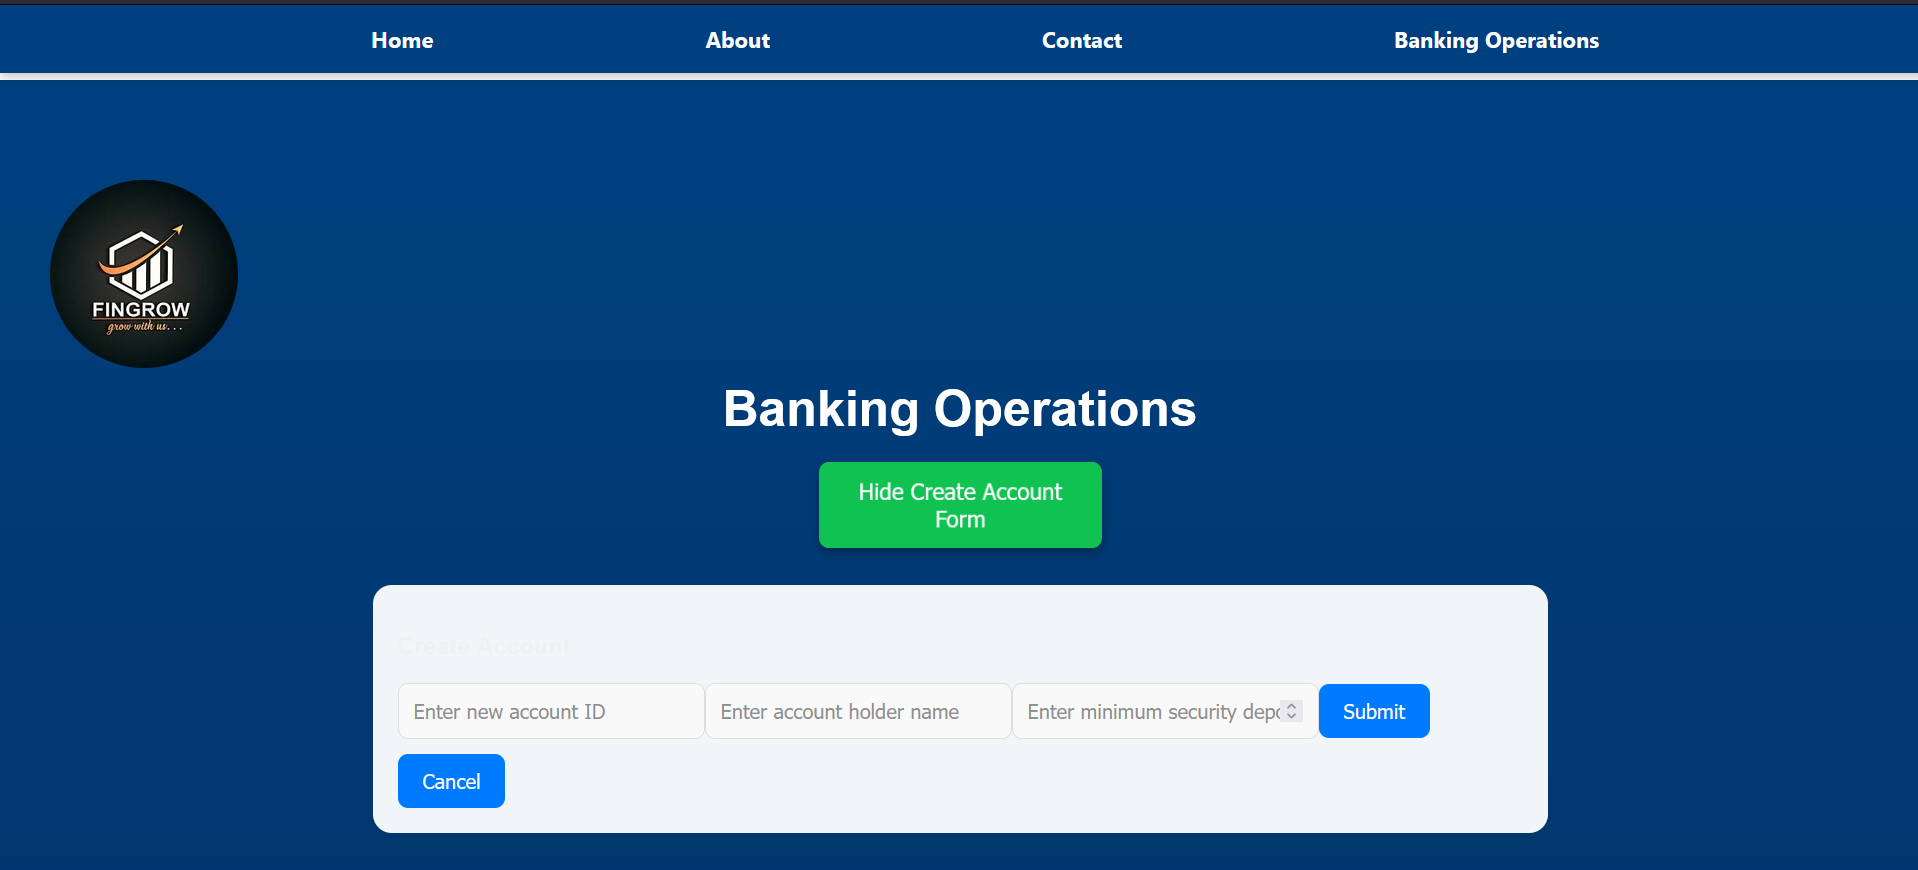 Home About Contact Banking Operations
FINGROW
grow with us...
Banking Operations
Hide Create Account
Form
Create Account
Enter new account ID Enter account holder name Enter minimum security depo Submit
Cancel